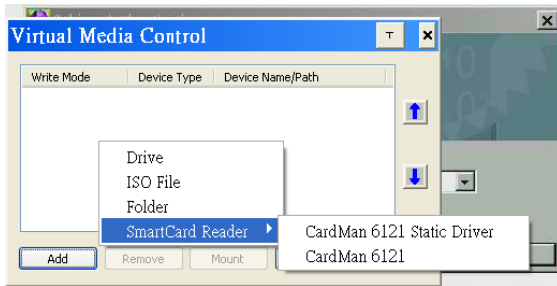 Virtual Media Control
T
Write Mode Device Type Device Name/Path
Drive
ISO File
Folder
SmartCard Reader
CardMan 6121 Static Driver
CardMan 6121
Add Remove Mount